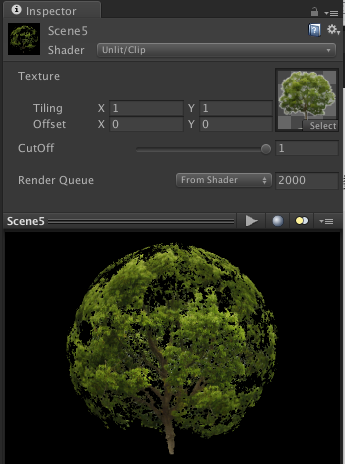 Inspector
Scene5
Shader Unlit/Clip
Texture
Tiling X 1 Y 1
Offset X 0 Y 0
Select
CutOff 1
Render Queue From Shader 2000
Scene5